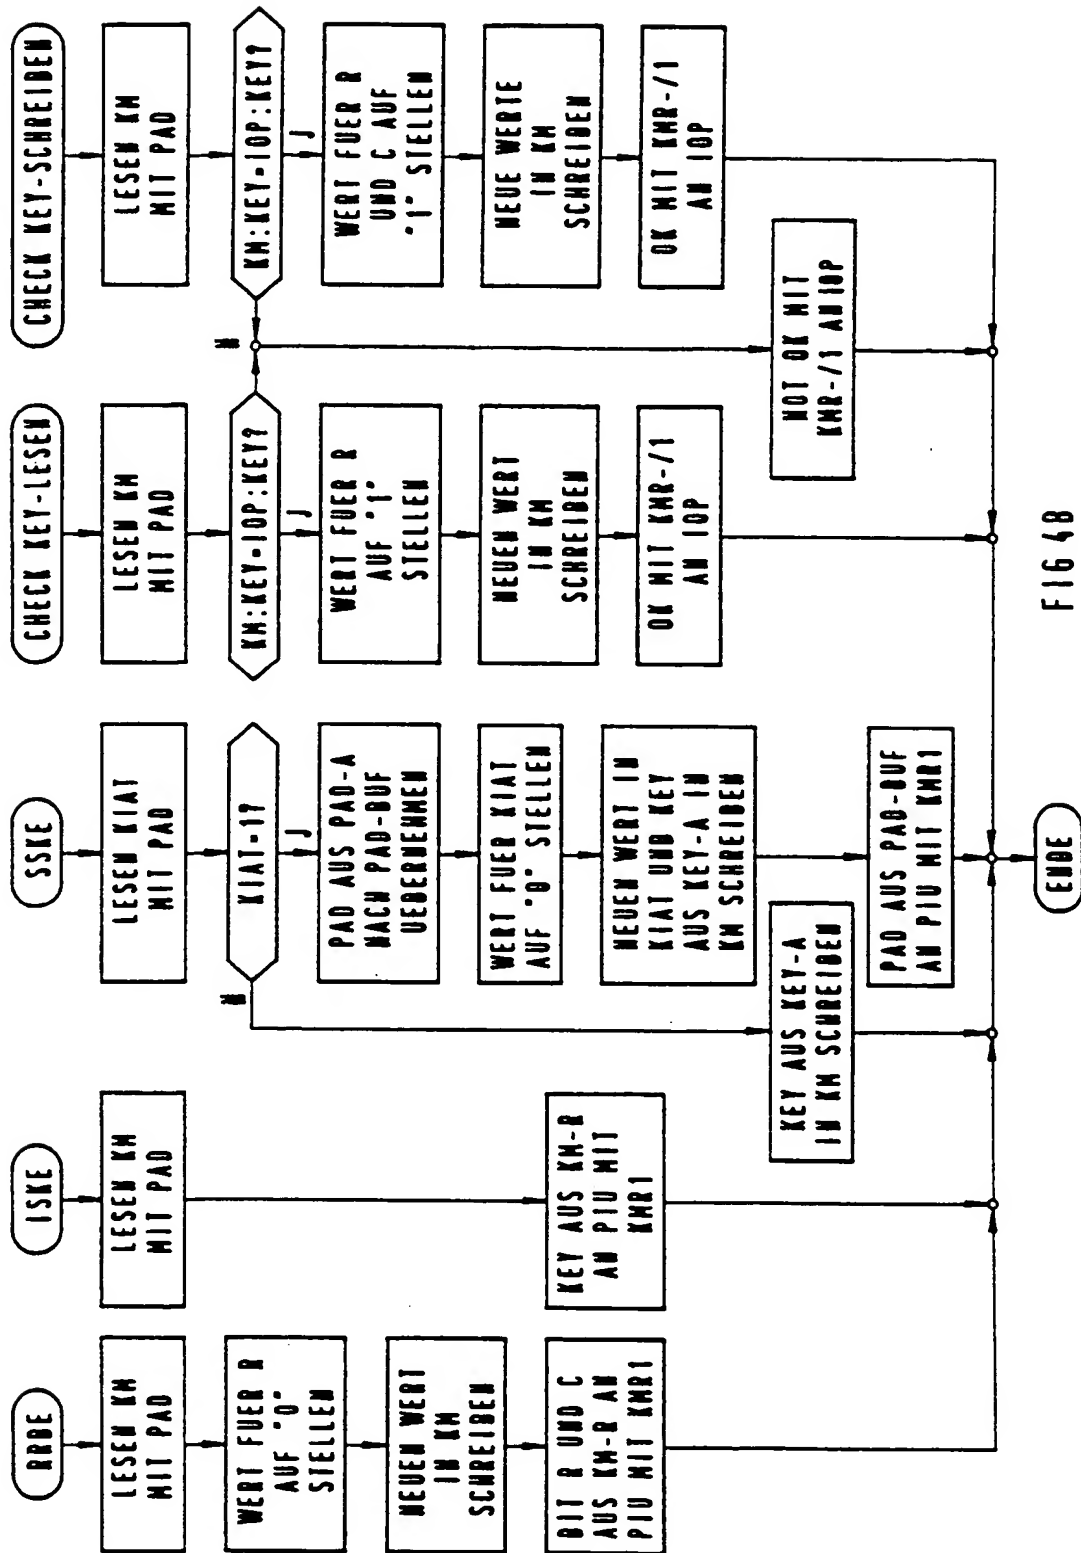 RRBE
LESEN KM
MIT PAD
WERT FUER R
AUF "0"
STELLEN
NEUEN WERT
IN KM
SCHREIBEN
BIT R UND C
AUS KM-R AN
PIU MIT KMR1
ISKE
LESEN KM
MIT PAD
KEY AUS KM-R
AN PIU MIT
KMR1
SSKE
LESEN KIAT
MIT PAD
KIAT=1?
N
J
PAD AUS PAD-A
NACH PAD-BUF
UEBERNEHMEN
WERT FUER KIAT
AUF "0" STELLEN
NEUEN WERT IN
KIAT UND KEY
AUS KEY-A IN
KM SCHREIBEN
KEY AUS KEY-A
IN KM SCHREIBEN
PAD AUS PAD-BUF
AN PIU MIT KMR1
CHECK KEY-LESEN
LESEN KM
MIT PAD
KM:KEY=IOP:KEY?
J
WERT FUER R
AUF "1"
STELLEN
NEUEN WERT
IN KM
SCHREIBEN
OK MIT KMR-/1
AN IOP
N
NOT OK MIT
KMR-/1 AN IOP
CHECK KEY-SCHREIBEN
LESEN KM
MIT PAD
KM:KEY=IOP:KEY?
J
WERT FUER R
UND C AUF
"1" STELLEN
NEUE WERTE
IN KM
SCHREIBEN
OK MIT KMR-/1
AN IOP
ENDE
FIG 4B